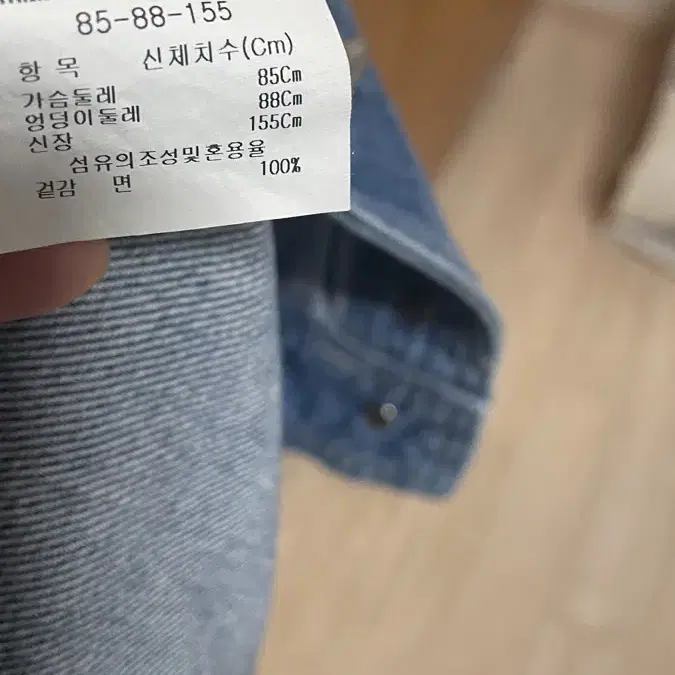 85-88-155
항 목 신체치수(Cm)
가슴둘레 85Cm
엉덩이둘레 88Cm
신장 155Cm
섬유의조성및혼용율
겉감 면 100%